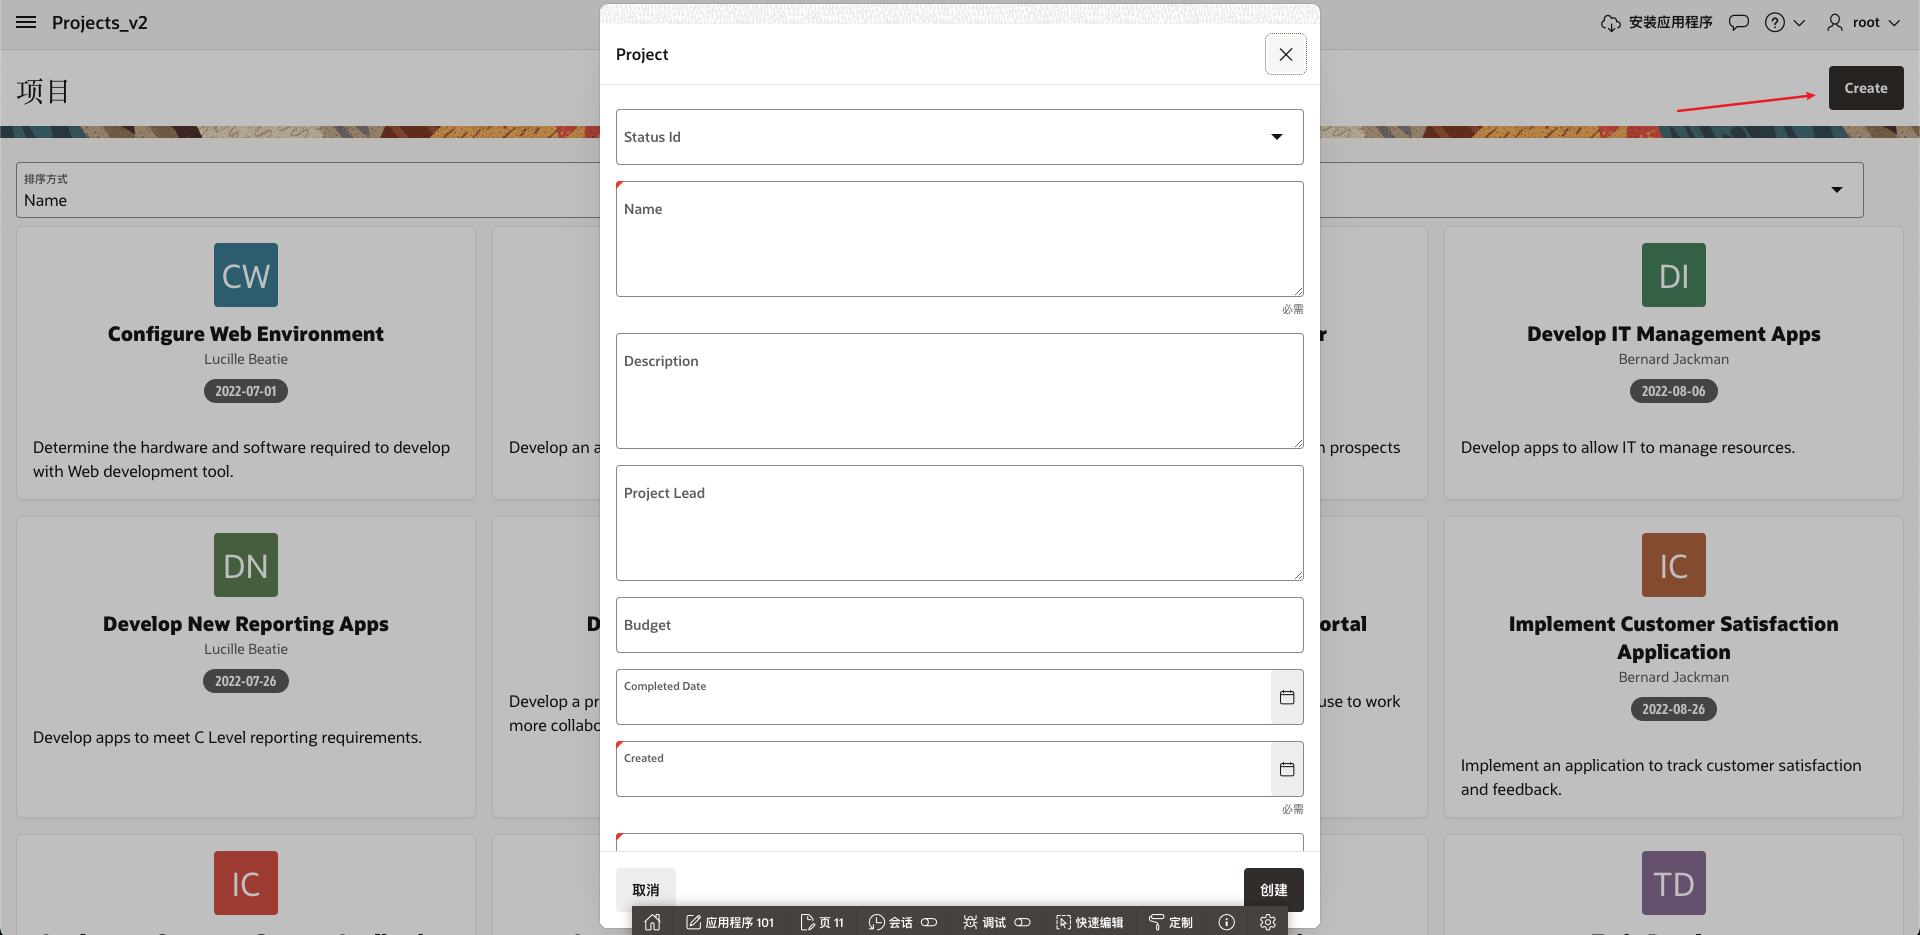 Projects_v2
安装应用程序
root
项目
Create
排序方式
Name
CW
Configure Web Environment
Lucille Beatie
2022-07-01
Determine the hardware and software required to develop
with Web development tool.
Develop an a
prospects
DI
Develop IT Management Apps
Bernard Jackman
2022-08-06
Develop apps to allow IT to manage resources.
DN
Develop New Reporting Apps
Lucille Beatie
2022-07-26
Develop apps to meet C Level reporting requirements.
D
ortal
Develop a pr
more collabo
use to work
IC
Implement Customer Satisfaction
Application
Bernard Jackman
2022-08-26
Implement an application to track customer satisfaction
and feedback.
IC
TD
Project
Status Id
Name
必需
Description
Project Lead
Budget
Completed Date
Created
必需
取消
创建
应用程序 101
页 11
会话
调试
快速编辑
定制